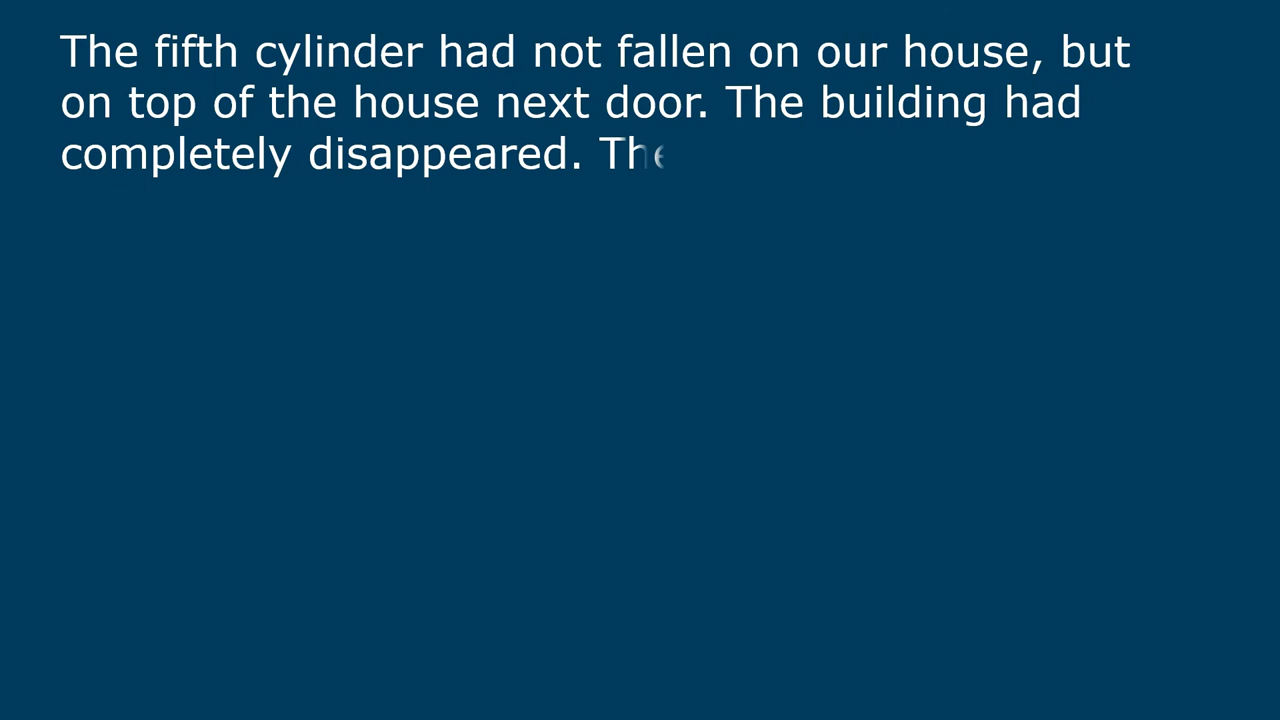 The fifth cylinder had not fallen on our house, but
on top of the house next door. The building had
completely disappeared. The